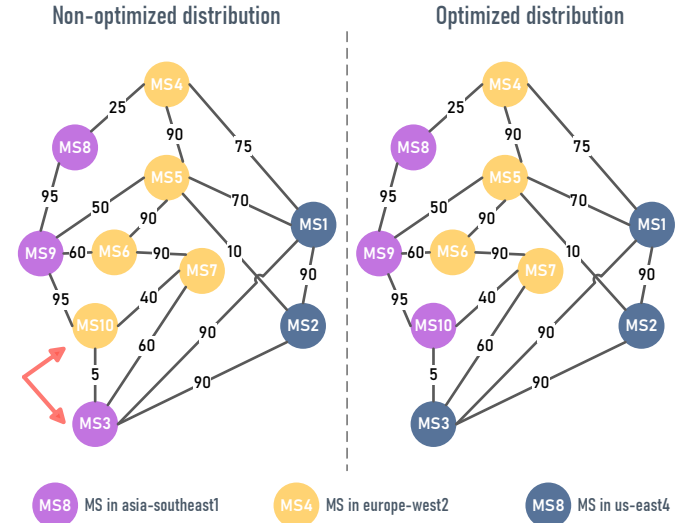 Non-optimized distribution
MS4
25
MS8
90
75
MS5
95
50
70
90
MS1
MS9
60
MS6
90
10
MS7
90
95
40
MS10
MS2
60
90
5
90
MS3
Optimized distribution
MS4
25
MS8
90
75
MS5
95
50
70
90
MS1
MS9
60
MS6
90
10
MS7
90
95
40
MS10
MS2
60
90
5
90
MS3
MS8 MS in asia-southeast1
MS4 MS in europe-west2
MS8 MS in us-east4